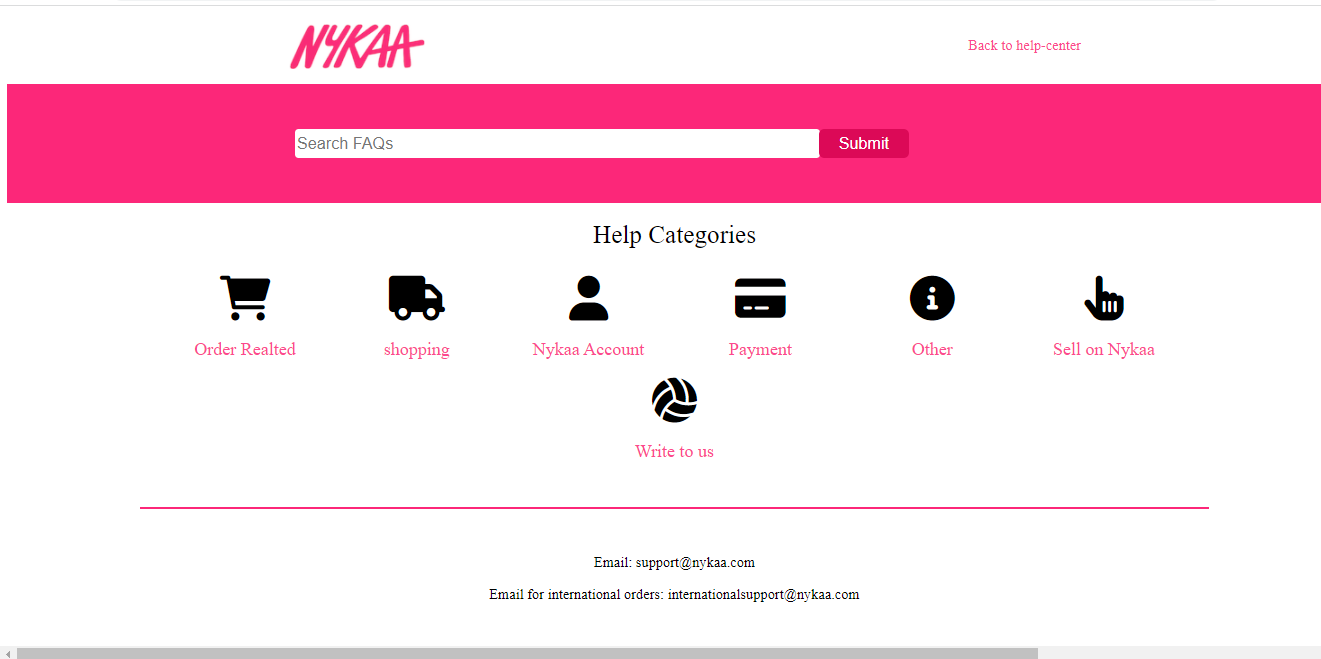 NYKAA
Back to help-center
Search FAQs
Submit
Help Categories
Order Realted
shopping
Nykaa Account
Payment
Other
Sell on Nykaa
Write to us
Email: support@nykaa.com
Email for international orders: internationalsupport@nykaa.com